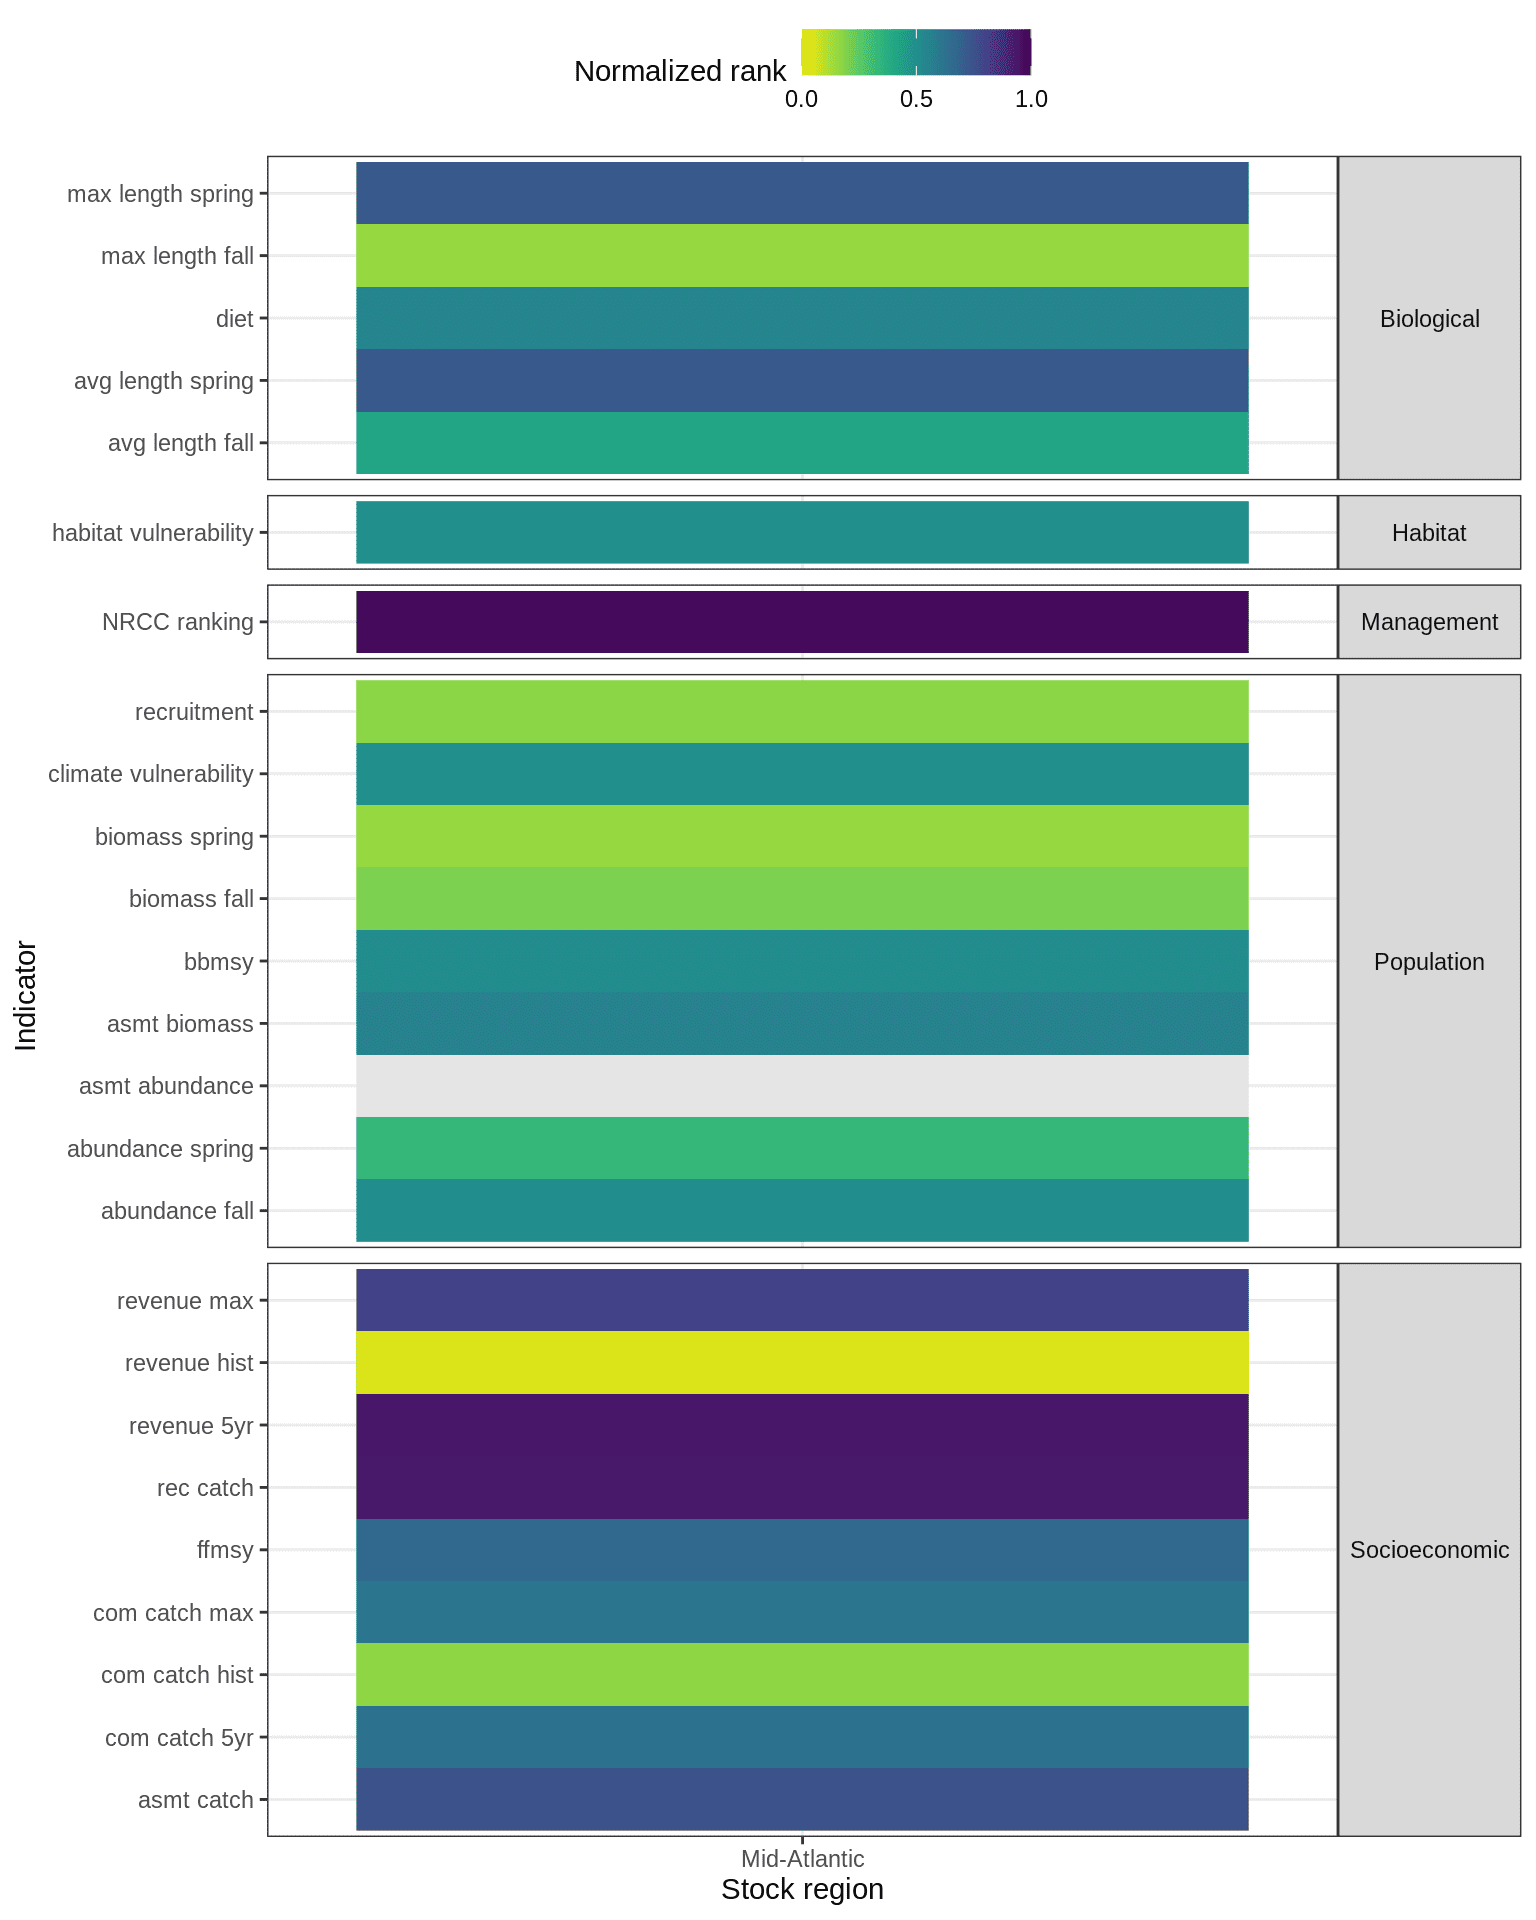 Normalized rank
0.0 0.5 1.0
max length spring
max length fall
diet
avg length spring
avg length fall
Biological
habitat vulnerability
Habitat
NRCC ranking
Management
recruitment
climate vulnerability
biomass spring
biomass fall
bbmsy
asmt biomass
asmt abundance
abundance spring
abundance fall
Population
revenue max
revenue hist
revenue 5yr
rec catch
ffmsy
com catch max
com catch hist
com catch 5yr
asmt catch
Socioeconomic
Indicator
Mid-Atlantic
Stock region